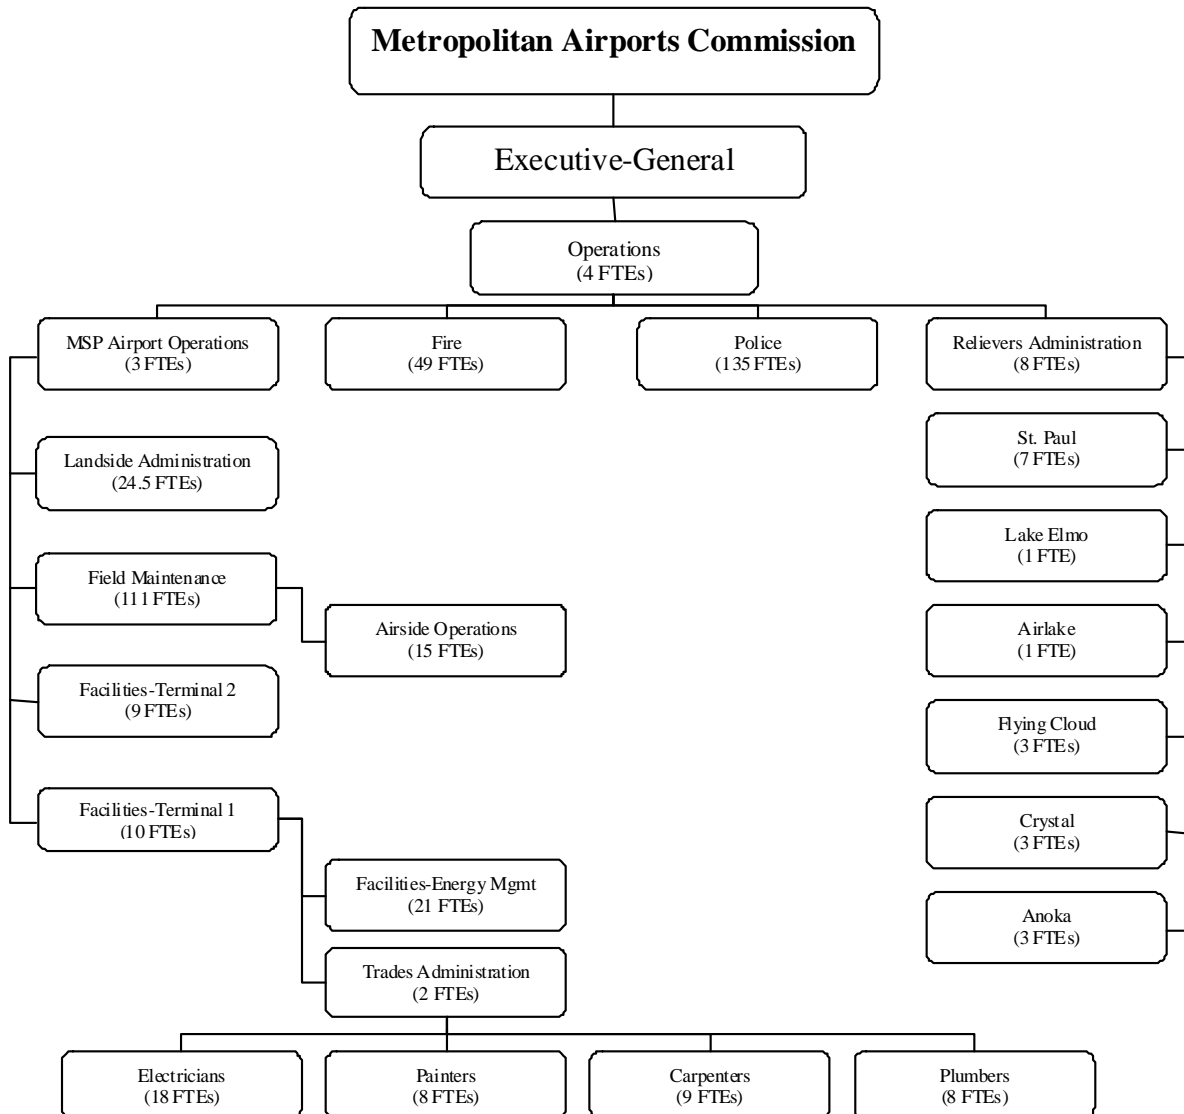 Metropolitan Airports Commission
Executive-General
Operations
(4 FTEs)
MSP Airport Operations
(3 FTEs)
Fire
(49 FTEs)
Police
(135 FTEs)
Relievers Administration
(8 FTEs)
Landside Administration
(24.5 FTEs)
Field Maintenance
(111 FTEs)
Airside Operations
(15 FTEs)
Facilities-Terminal 2
(9 FTEs)
Facilities-Terminal 1
(10 FTEs)
Facilities-Energy Mgmt
(21 FTEs)
Trades Administration
(2 FTEs)
Electricians
(18 FTEs)
Painters
(8 FTEs)
Carpenters
(9 FTEs)
Plumbers
(8 FTEs)
St. Paul
(7 FTEs)
Lake Elmo
(1 FTE)
Airlake
(1 FTE)
Flying Cloud
(3 FTEs)
Crystal
(3 FTEs)
Anoka
(3 FTEs)